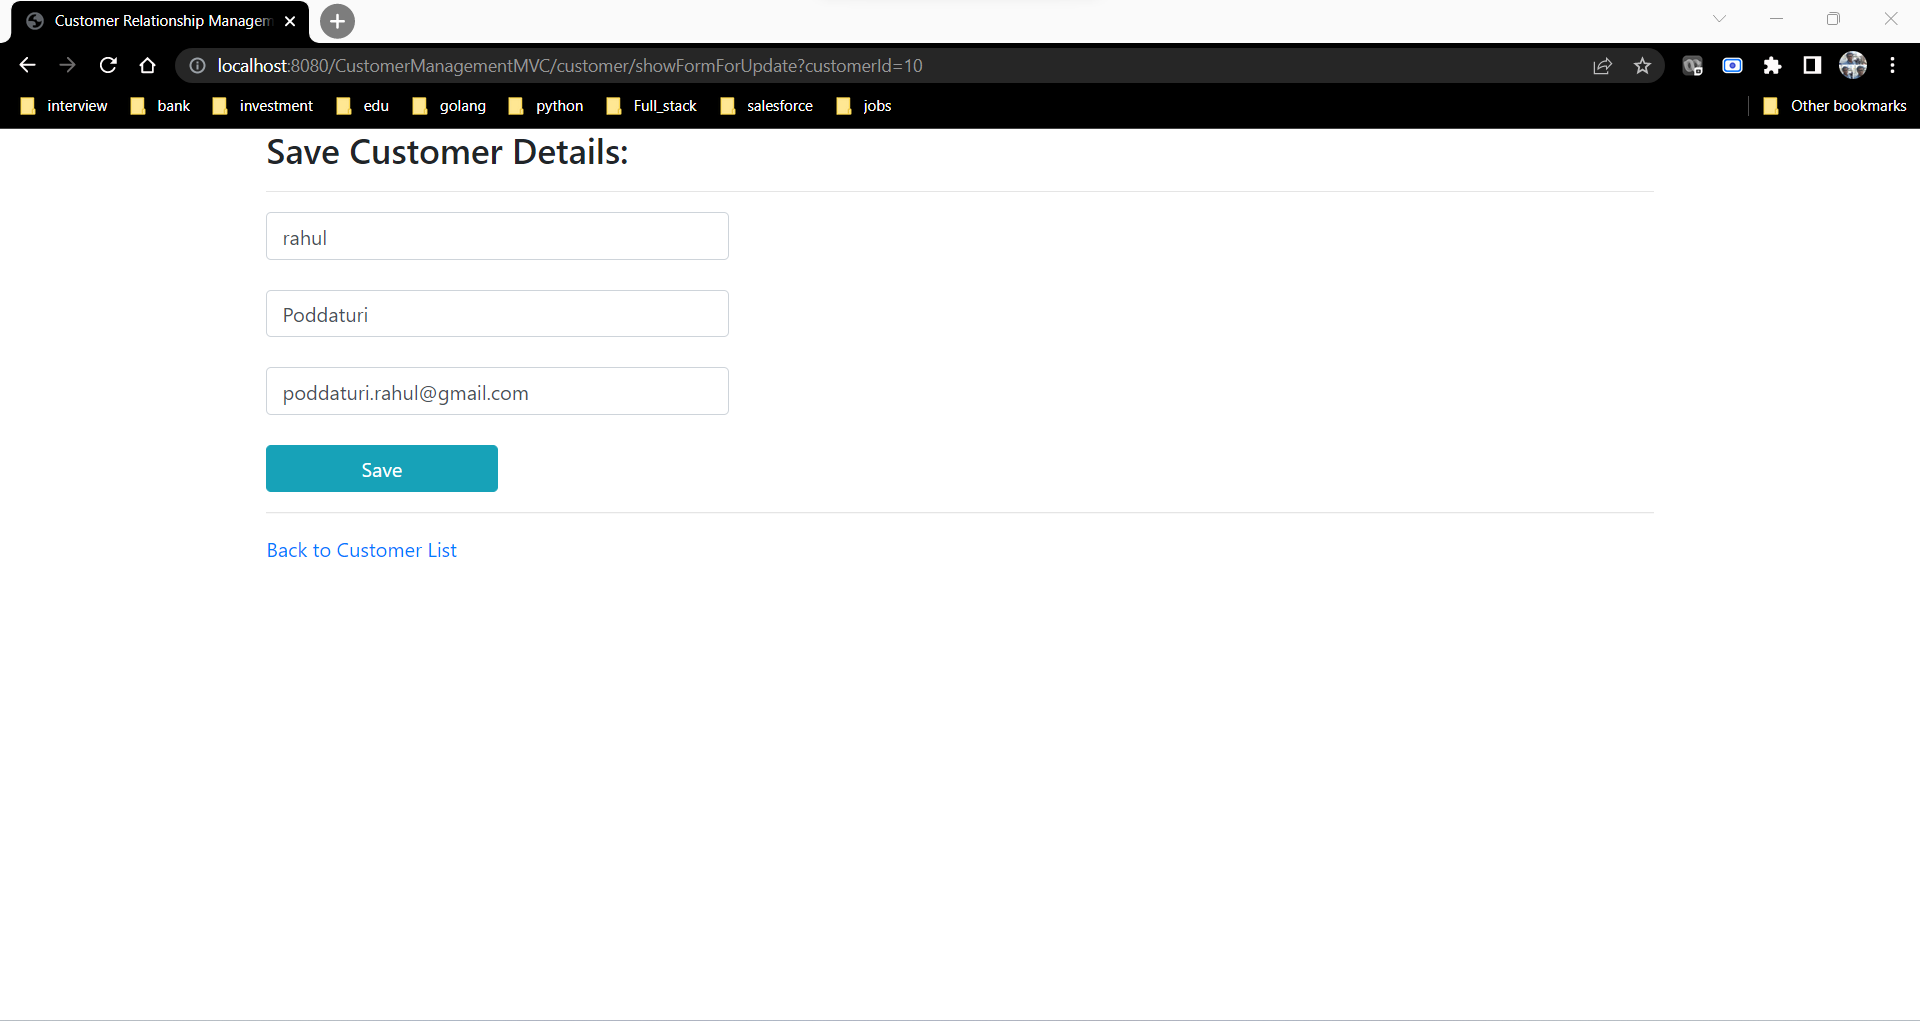 Customer Relationship Managem
localhost:8080/CustomerManagementMVC/customer/showFormForUpdate?customerId=10
interview bank investment edu golang python Full_stack salesforce jobs Other bookmarks
Save Customer Details:
rahul
Poddaturi
poddaturi.rahul@gmail.com
Save
Back to Customer List